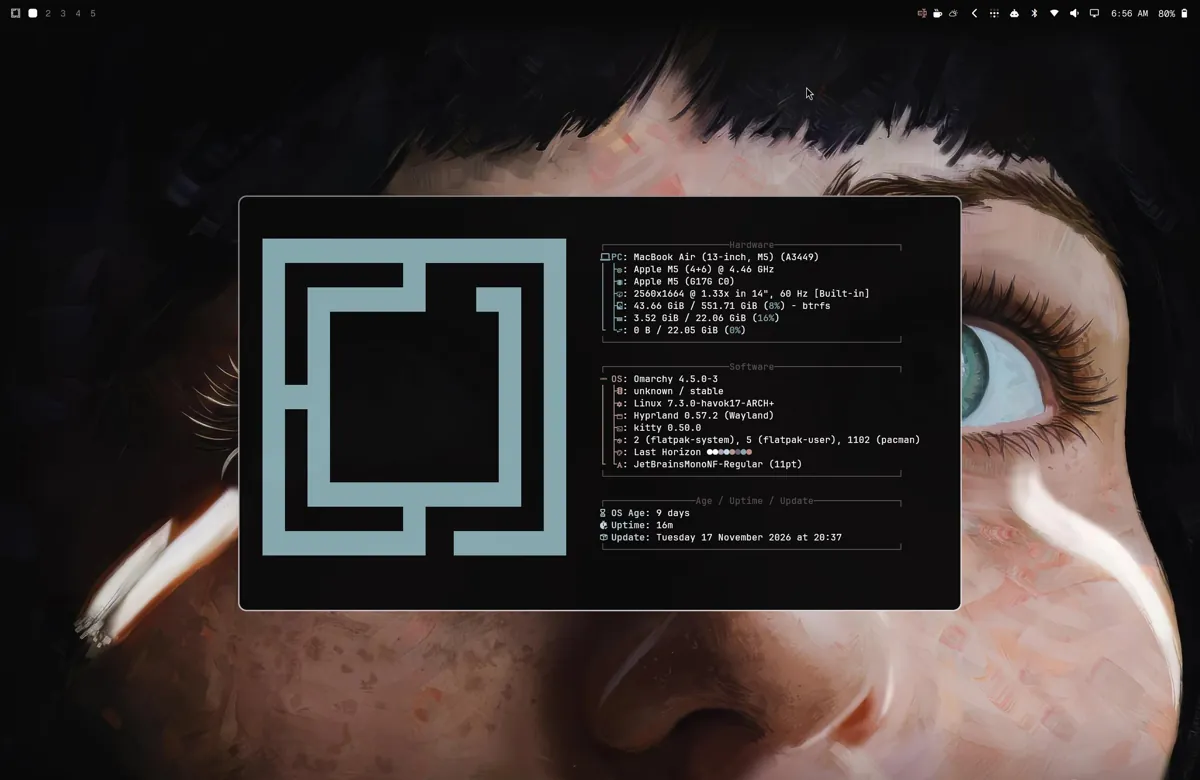 2 3 4 5
6:56 AM 80%
Hardware
PC: MacBook Air (13-inch, M5) (A3449)
: Apple M5 (4+6) @ 4.46 GHz
: Apple M5 (G17G C0)
: 2560x1664 @ 1.33x in 14", 60 Hz [Built-in]
: 43.66 GiB / 551.71 GiB (8%) - btrfs
: 3.52 GiB / 22.06 GiB (16%)
: 0 B / 22.05 GiB (0%)
Software
OS: Omarchy 4.5.0-3
: unknown / stable
: Linux 7.3.0-havok17-ARCH+
: Hyprland 0.57.2 (Wayland)
: kitty 0.50.0
: 2 (flatpak-system), 5 (flatpak-user), 1102 (pacman)
: Last Horizon
: JetBrainsMonoNF-Regular (11pt)
Age / Uptime / Update
OS Age: 9 days
Uptime: 16m
Update: Tuesday 17 November 2026 at 20:37